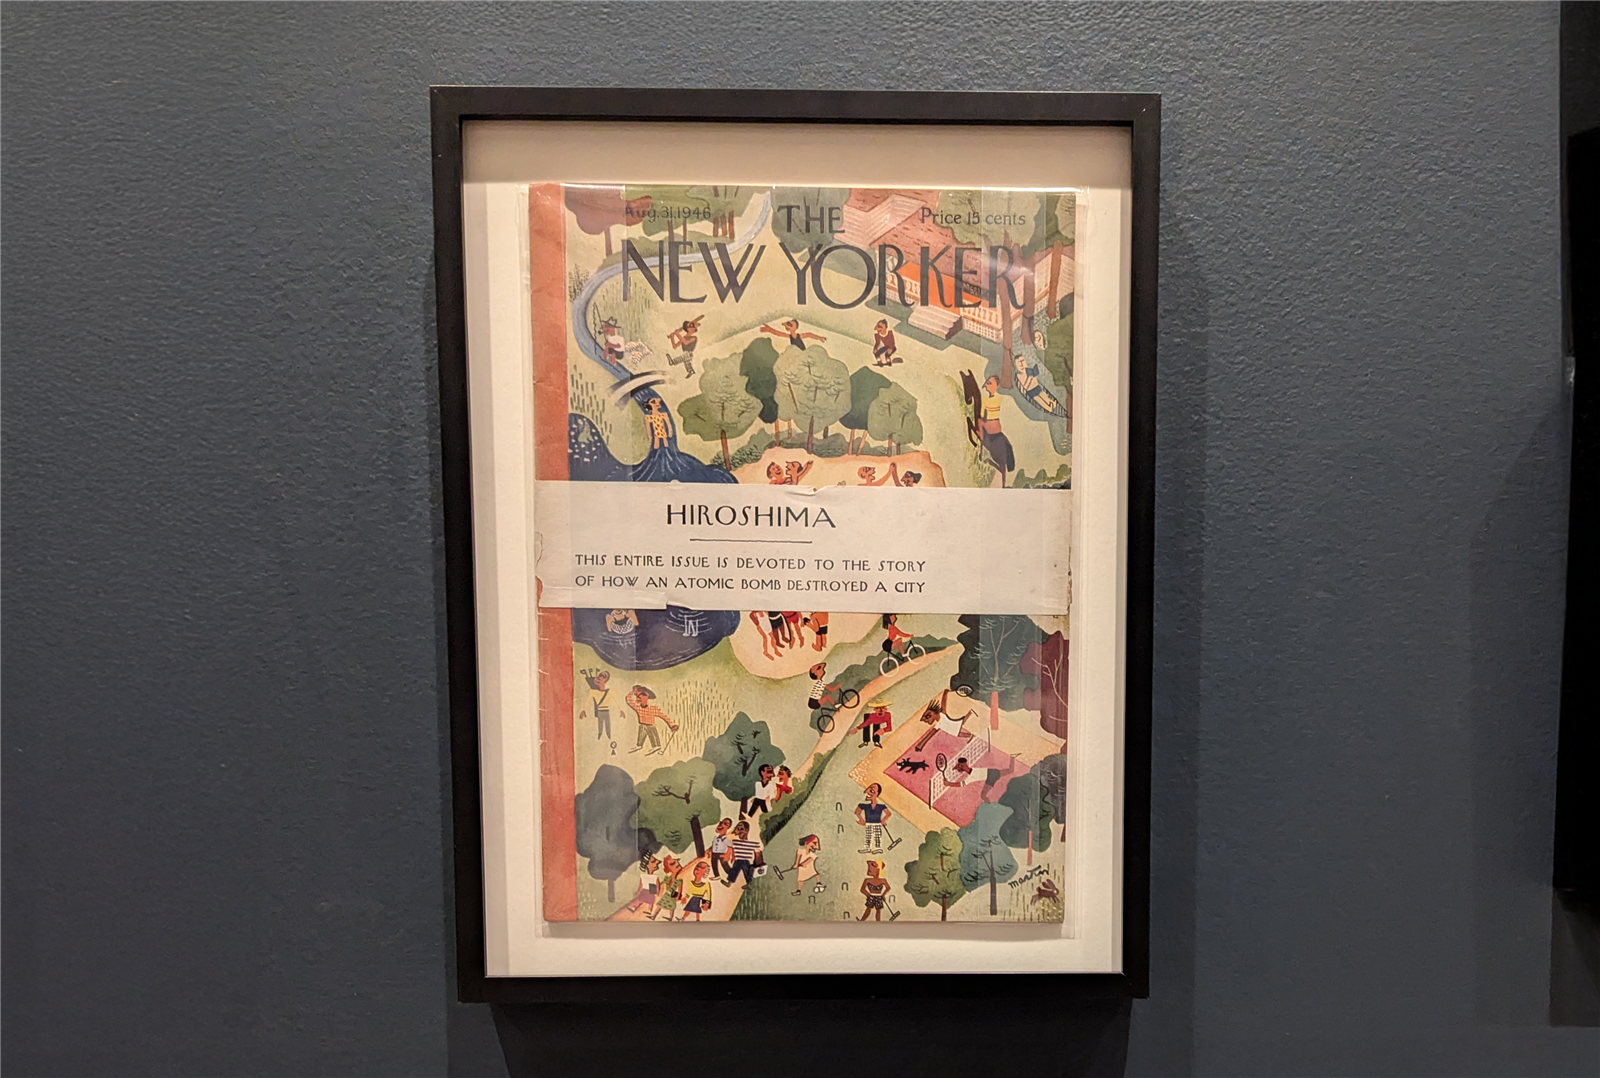 Aug. 31, 1946
THE
Price 15 cents
NEW YORKER
HIROSHIMA
THIS ENTIRE ISSUE IS DEVOTED TO THE STORY
OF HOW AN ATOMIC BOMB DESTROYED A CITY
martin